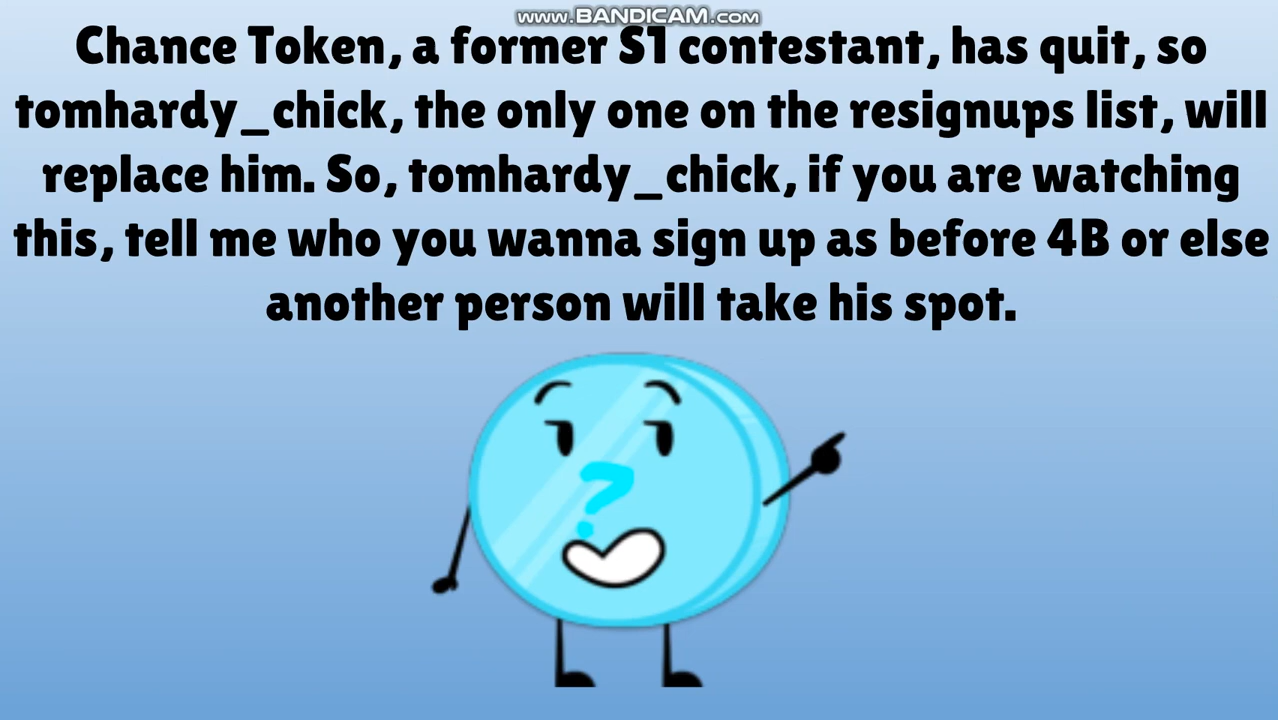 www.BANDICAM.com
Chance Token, a former S1 contestant, has quit, so
tomhardy_chick, the only one on the resignups list, will
replace him. So, tomhardy_chick, if you are watching
this, tell me who you wanna sign up as before 4B or else
another person will take his spot.
?